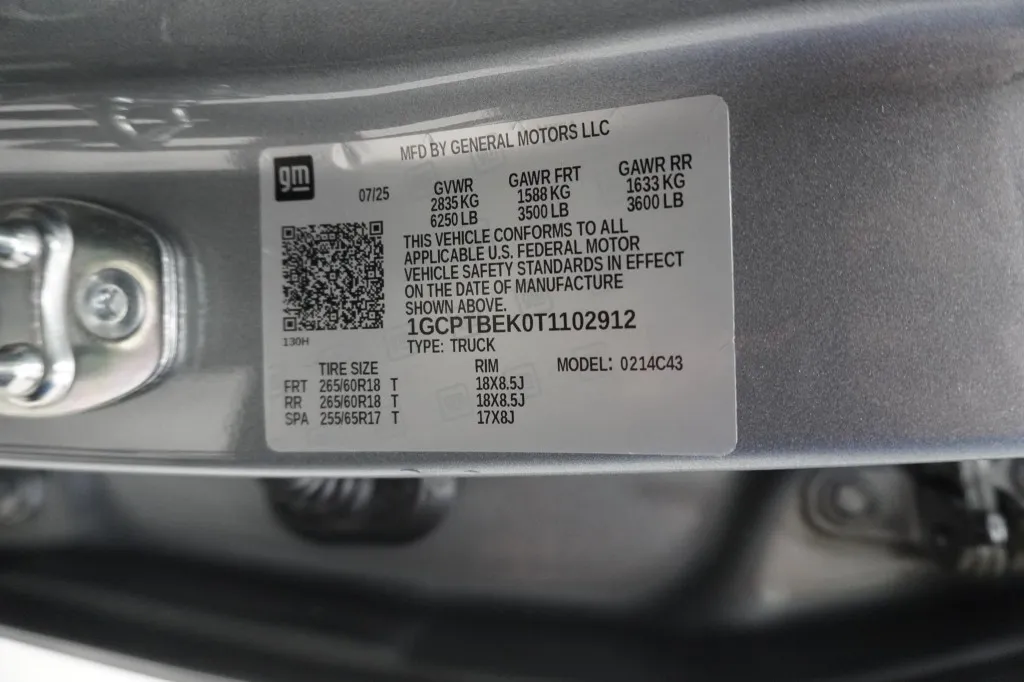 MFD BY GENERAL MOTORS LLC
gm
07/25
GVWR GAWR FRT GAWR RR
2835 KG 1588 KG 1633 KG
6250 LB 3500 LB 3600 LB
THIS VEHICLE CONFORMS TO ALL
APPLICABLE U.S. FEDERAL MOTOR
VEHICLE SAFETY STANDARDS IN EFFECT
ON THE DATE OF MANUFACTURE
SHOWN ABOVE.
1GCPTBEK0T1102912
130H
TYPE: TRUCK
TIRE SIZE RIM MODEL: 0214C43
FRT 265/60R18 T 18X8.5J
RR 265/60R18 T 18X8.5J
SPA 255/65R17 T 17X8J